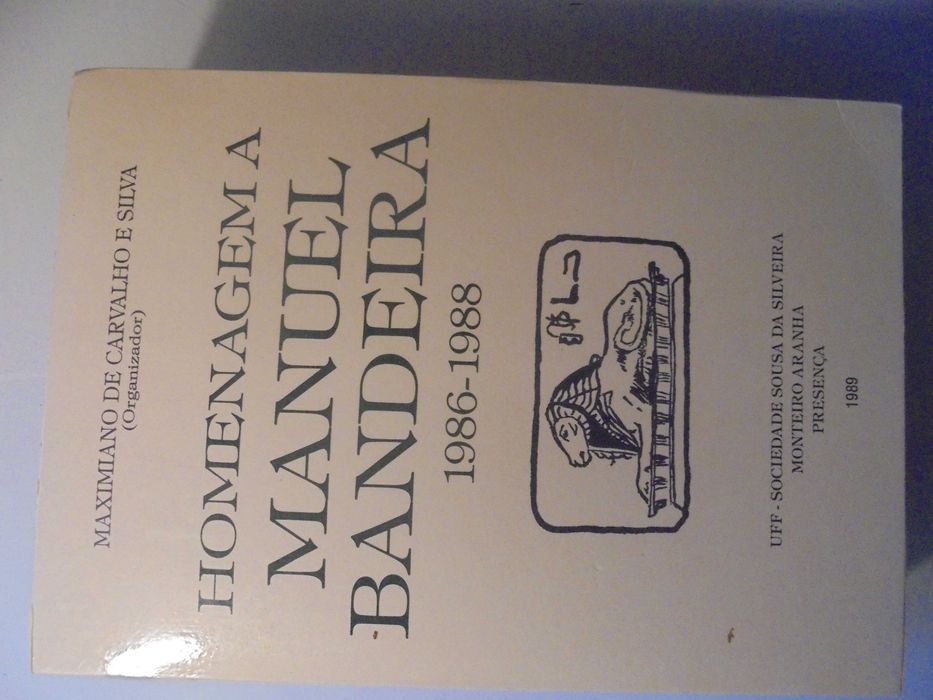 MAXIMIANO DE CARVALHO E SILVA
(Organizador)
HOMENAGEM A
MANUEL
BANDEIRA
1986-1988
UFF - SOCIEDADE SOUSA DA SILVEIRA
MONTEIRO ARANHA
PRESENÇA
1989